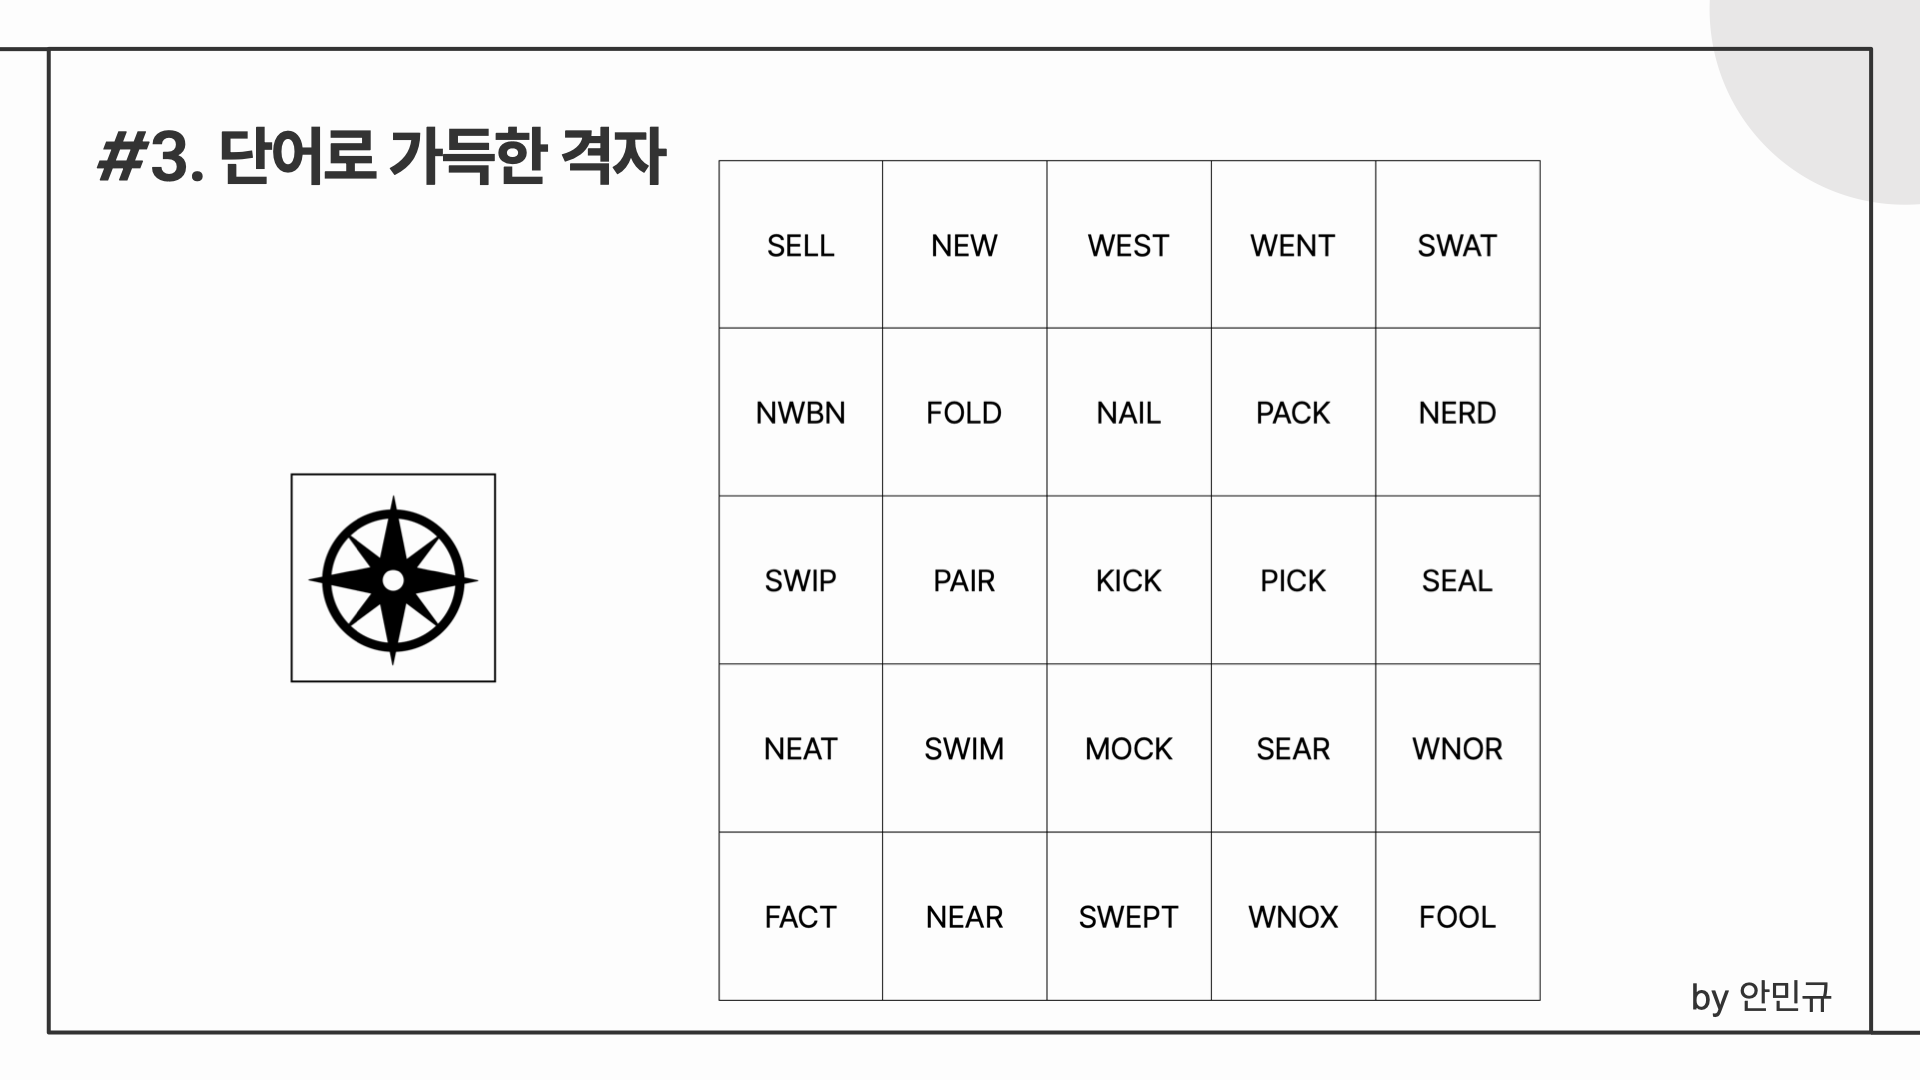 #3. 단어로 가득한 격자
SELL NEW WEST WENT SWAT
NWBN FOLD NAIL PACK NERD
SWIP PAIR KICK PICK SEAL
NEAT SWIM MOCK SEAR WNOR
FACT NEAR SWEPT WNOX FOOL
by 안민규